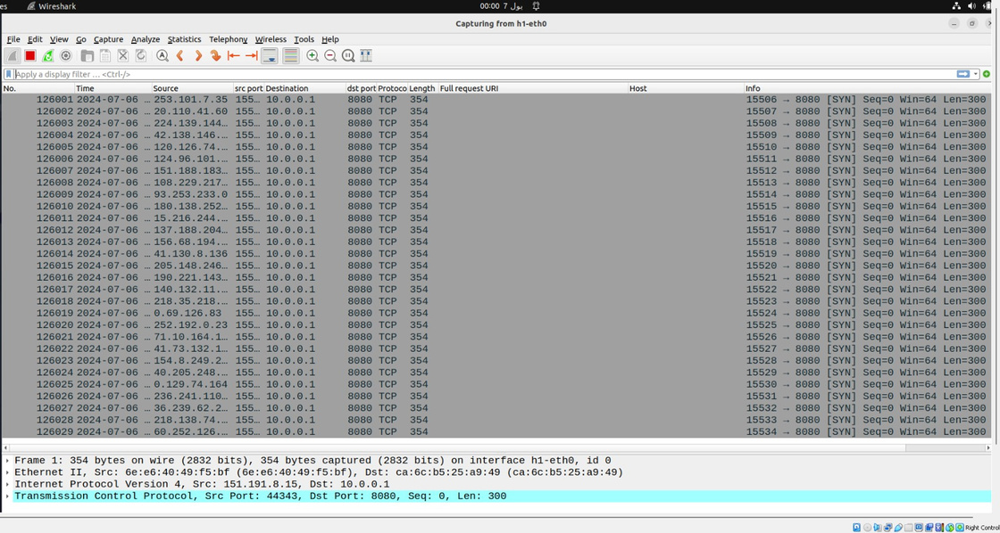 es Wireshark 00:00 7 يول
Capturing from h1-eth0
File Edit View Go Capture Analyze Statistics Telephony Wireless Tools Help
Apply a display filter … <Ctrl-/>
No. Time Source src port Destination dst port Protoco Length Full request URI Host Info
126001 2024-07-06 … 253.101.7.35 155… 10.0.0.1 8080 TCP 354 15506 → 8080 [SYN] Seq=0 Win=64 Len=300
126002 2024-07-06 … 20.110.41.60 155… 10.0.0.1 8080 TCP 354 15507 → 8080 [SYN] Seq=0 Win=64 Len=300
126003 2024-07-06 … 224.139.144… 155… 10.0.0.1 8080 TCP 354 15508 → 8080 [SYN] Seq=0 Win=64 Len=300
126004 2024-07-06 … 42.138.146.… 155… 10.0.0.1 8080 TCP 354 15509 → 8080 [SYN] Seq=0 Win=64 Len=300
126005 2024-07-06 … 120.126.74.… 155… 10.0.0.1 8080 TCP 354 15510 → 8080 [SYN] Seq=0 Win=64 Len=300
126006 2024-07-06 … 124.96.101.… 155… 10.0.0.1 8080 TCP 354 15511 → 8080 [SYN] Seq=0 Win=64 Len=300
126007 2024-07-06 … 151.188.183… 155… 10.0.0.1 8080 TCP 354 15512 → 8080 [SYN] Seq=0 Win=64 Len=300
126008 2024-07-06 … 108.229.217… 155… 10.0.0.1 8080 TCP 354 15513 → 8080 [SYN] Seq=0 Win=64 Len=300
126009 2024-07-06 … 93.253.233.0 155… 10.0.0.1 8080 TCP 354 15514 → 8080 [SYN] Seq=0 Win=64 Len=300
126010 2024-07-06 … 180.138.252… 155… 10.0.0.1 8080 TCP 354 15515 → 8080 [SYN] Seq=0 Win=64 Len=300
126011 2024-07-06 … 15.216.244.… 155… 10.0.0.1 8080 TCP 354 15516 → 8080 [SYN] Seq=0 Win=64 Len=300
126012 2024-07-06 … 137.188.204… 155… 10.0.0.1 8080 TCP 354 15517 → 8080 [SYN] Seq=0 Win=64 Len=300
126013 2024-07-06 … 156.68.194.… 155… 10.0.0.1 8080 TCP 354 15518 → 8080 [SYN] Seq=0 Win=64 Len=300
126014 2024-07-06 … 41.130.8.136 155… 10.0.0.1 8080 TCP 354 15519 → 8080 [SYN] Seq=0 Win=64 Len=300
126015 2024-07-06 … 205.148.246… 155… 10.0.0.1 8080 TCP 354 15520 → 8080 [SYN] Seq=0 Win=64 Len=300
126016 2024-07-06 … 190.221.143… 155… 10.0.0.1 8080 TCP 354 15521 → 8080 [SYN] Seq=0 Win=64 Len=300
126017 2024-07-06 … 140.132.11.… 155… 10.0.0.1 8080 TCP 354 15522 → 8080 [SYN] Seq=0 Win=64 Len=300
126018 2024-07-06 … 218.35.218.… 155… 10.0.0.1 8080 TCP 354 15523 → 8080 [SYN] Seq=0 Win=64 Len=300
126019 2024-07-06 … 0.69.126.83 155… 10.0.0.1 8080 TCP 354 15524 → 8080 [SYN] Seq=0 Win=64 Len=300
126020 2024-07-06 … 252.192.0.23 155… 10.0.0.1 8080 TCP 354 15525 → 8080 [SYN] Seq=0 Win=64 Len=300
126021 2024-07-06 … 71.10.164.1… 155… 10.0.0.1 8080 TCP 354 15526 → 8080 [SYN] Seq=0 Win=64 Len=300
126022 2024-07-06 … 41.73.132.1… 155… 10.0.0.1 8080 TCP 354 15527 → 8080 [SYN] Seq=0 Win=64 Len=300
126023 2024-07-06 … 154.8.249.2… 155… 10.0.0.1 8080 TCP 354 15528 → 8080 [SYN] Seq=0 Win=64 Len=300
126024 2024-07-06 … 40.205.248.… 155… 10.0.0.1 8080 TCP 354 15529 → 8080 [SYN] Seq=0 Win=64 Len=300
126025 2024-07-06 … 0.129.74.164 155… 10.0.0.1 8080 TCP 354 15530 → 8080 [SYN] Seq=0 Win=64 Len=300
126026 2024-07-06 … 236.241.110… 155… 10.0.0.1 8080 TCP 354 15531 → 8080 [SYN] Seq=0 Win=64 Len=300
126027 2024-07-06 … 36.239.62.2… 155… 10.0.0.1 8080 TCP 354 15532 → 8080 [SYN] Seq=0 Win=64 Len=300
126028 2024-07-06 … 218.138.74.… 155… 10.0.0.1 8080 TCP 354 15533 → 8080 [SYN] Seq=0 Win=64 Len=300
126029 2024-07-06 … 60.252.126.… 155… 10.0.0.1 8080 TCP 354 15534 → 8080 [SYN] Seq=0 Win=64 Len=300
Frame 1: 354 bytes on wire (2832 bits), 354 bytes captured (2832 bits) on interface h1-eth0, id 0
Ethernet II, Src: 6e:e6:40:49:f5:bf (6e:e6:40:49:f5:bf), Dst: ca:6c:b5:25:a9:49 (ca:6c:b5:25:a9:49)
Internet Protocol Version 4, Src: 151.191.8.15, Dst: 10.0.0.1
Transmission Control Protocol, Src Port: 44343, Dst Port: 8080, Seq: 0, Len: 300
Right Control